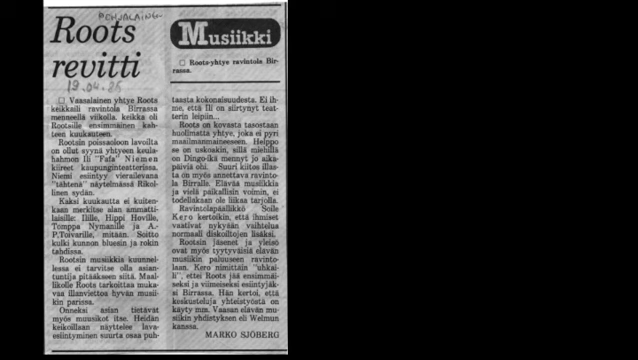 POHJALAINEN
Roots
revitti
19.04.85
Musiikki
□ Roots-yhtye ravintola Bir-
rassa.
□ Vaasalainen yhtye Roots
keikkaili ravintola Birrassa
menneellä viikolla. keikka oli
Rootsille ensimmäinen kah-
teen kuukauteen.
Rootsin poissaoloon lavoilta
on ollut syynä yhtyeen keula-
hahmon Ili "Fafa" Niemen
kiireet kaupunginteatterissa.
Niemi esiintyy vierailevana
"tähtenä" näytelmässä Rikol-
linen sydän.
Kaksi kuukautta ei kuiten-
kaan merkitse alan ammatti-
laisille: Ilille, Hippi Hoville,
Tomppa Nymanille ja A.-
P.Toivarille, mitään. Soitto
kulki kunnon bluesin ja rokin
tahdissa.
Rootsin musiikkia kuunnel-
lessa ei tarvitse olla asian-
tuntija pitääkseen siitä. Maal-
likolle Roots tarkoittaa muka-
vaa illanviettoa hyvän musii-
kin parissa.
Onneksi asian tietävät
myös muusikot itse. Heidän
keikoillaan näyttelee lava-
esiintyminen suurta osaa puh-
taasta kokonaisuudesta. Ei ih-
me, että Ili on siirtynyt teat-
terin leipiin...
Roots on kovasta tasostaan
huolimatta yhtye, joka ei pyri
maailmanmaineeseen. Helppo
se on uskoakin, sillä miehillä
on Dingo-ikä mennyt jo aika-
päiviä ohi. Suuri kiitos illas-
ta on myös annettava ravinto-
la Birralle. Elävää musiikkia
ja vielä paikallisin voimin, ei
todellakaan ole liikaa tarjolla.
Ravintolapäällikkö Soile
Kero kertoikin, että ihmiset
vaativat nykyään vaihtelua
normaali diskoiltojen lisäksi.
Rootsin jäsenet ja yleisö
ovat myös tyytyväisiä elävän
musiikin paluuseen ravinto-
laan. Kero nimittäin "uhkai-
li", ettei Roots jää ensimmäi-
seksi ja viimeiseksi esiintyjäk-
si Birrassa. Hän kertoi, että
keskusteluja yhteistyöstä on
käyty mm. Vaasan elävän mu-
siikin yhdistyksen eli Welmun
kanssa.
MARKO SJÖBERG